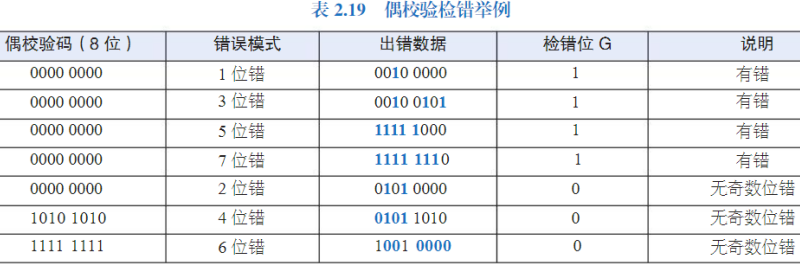 表 2.19 偶校验检错举例
偶校验码（8 位） 错误模式 出错数据 检错位 G 说明
0000 0000 1 位错 0010 0000 1 有错
0000 0000 3 位错 0010 0101 1 有错
0000 0000 5 位错 1111 1000 1 有错
0000 0000 7 位错 1111 1110 1 有错
0000 0000 2 位错 0101 0000 0 无奇数位错
1010 1010 4 位错 0101 1010 0 无奇数位错
1111 1111 6 位错 1001 0000 0 无奇数位错